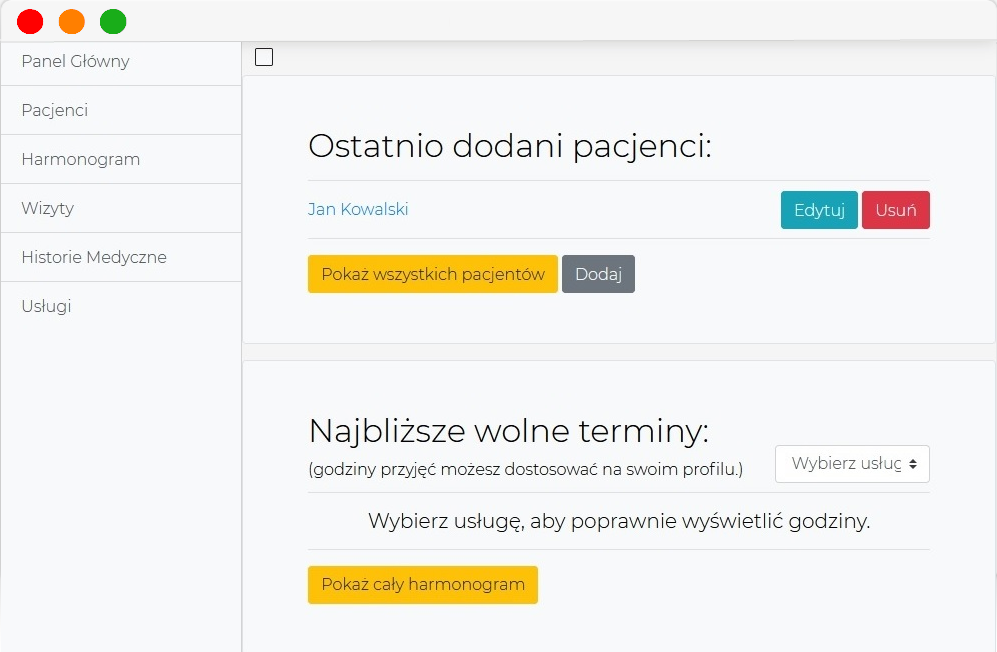 Panel Główny
Pacjenci
Harmonogram
Wizyty
Historie Medyczne
Usługi
Ostatnio dodani pacjenci:
Jan Kowalski
Edytuj Usuń
Pokaż wszystkich pacjentów Dodaj
Najbliższe wolne terminy:
(godziny przyjęć możesz dostosować na swoim profilu.)
Wybierz usług
Wybierz usługę, aby poprawnie wyświetlić godziny.
Pokaż cały harmonogram